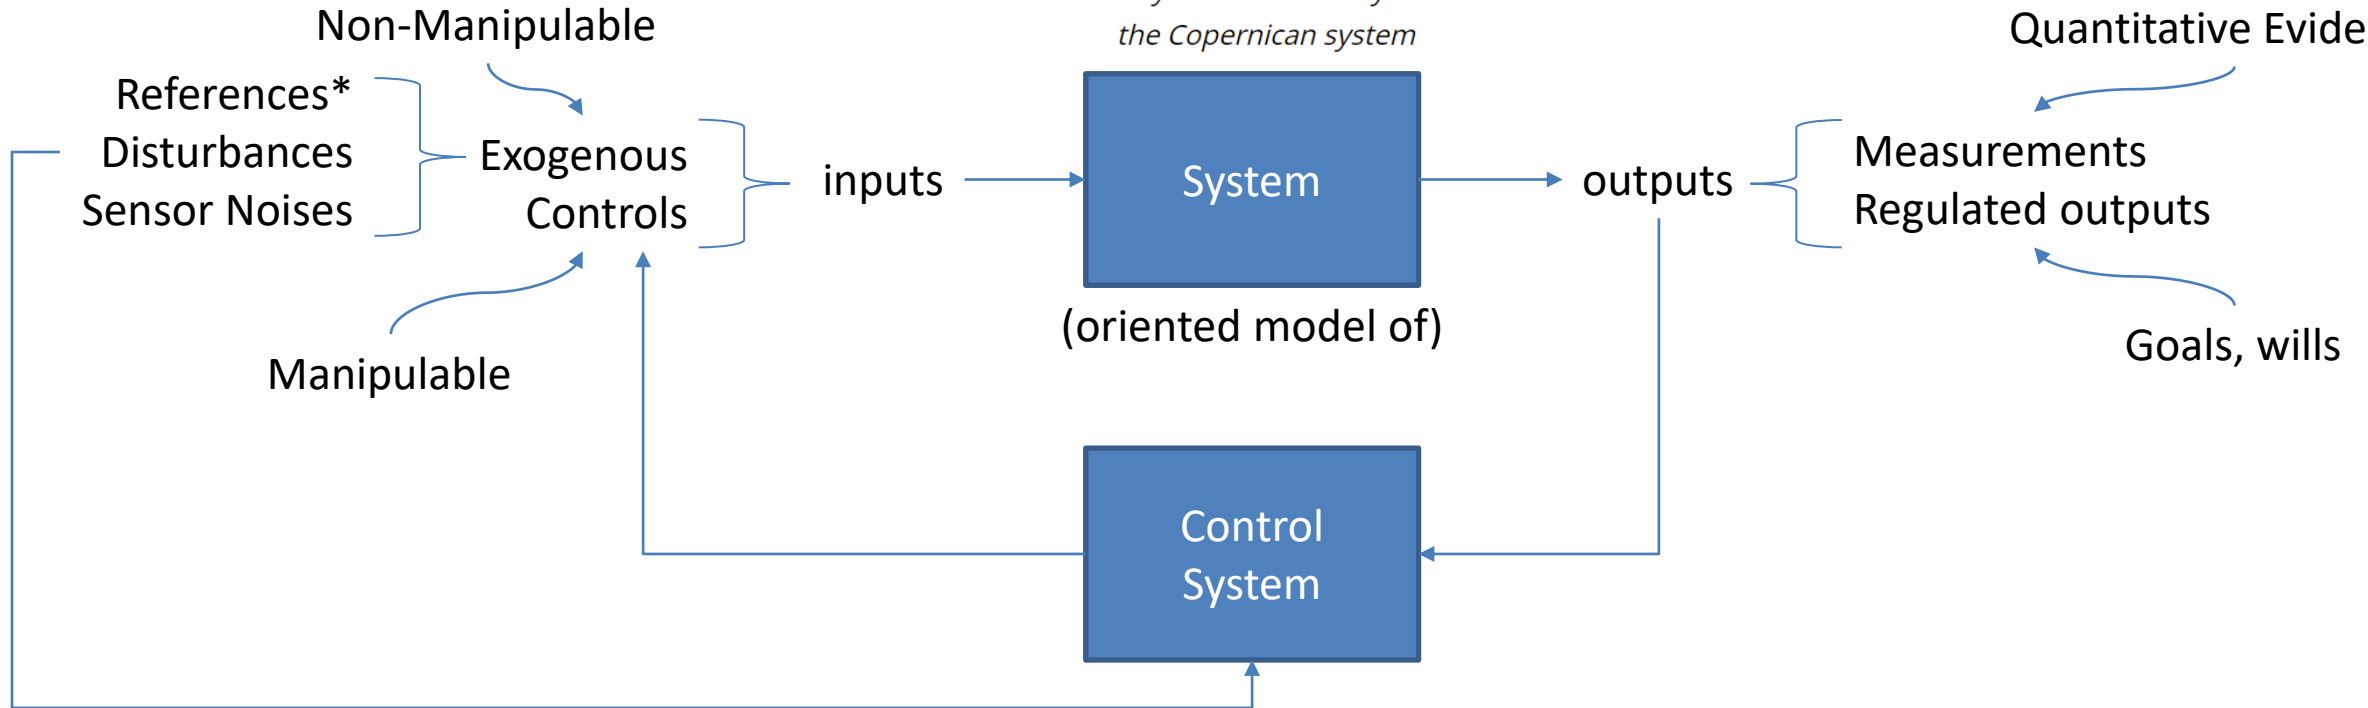 Non-Manipulable
the Copernican system
Quantitative Evide
References*
Disturbances
Sensor Noises
Exogenous
Controls
inputs
System
outputs
Measurements
Regulated outputs
(oriented model of)
Manipulable
Goals, wills
Control
System